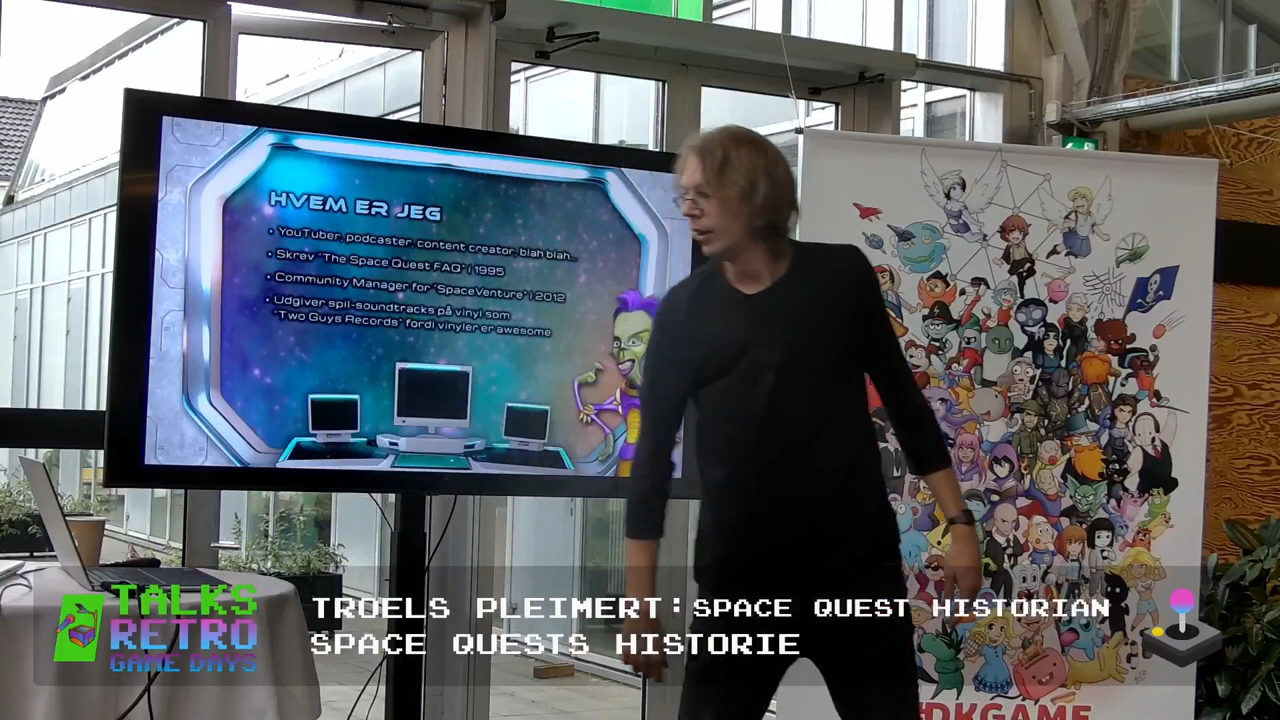 HVEM ER JEG
• YouTuber, podcaster, content creator, blah blah...
• Skrev "The Space Quest FAQ" i 1995
• Community Manager for "SpaceVenture" i 2012
• Udgiver spil-soundtracks på vinyl som
"Two Guys Records" fordi vinyler er awesome
TALKS
RETRO
GAME DAYS
TROELS PLEIMERT: SPACE QUEST HISTORIAN
SPACE QUESTS HISTORIE
DKGAME